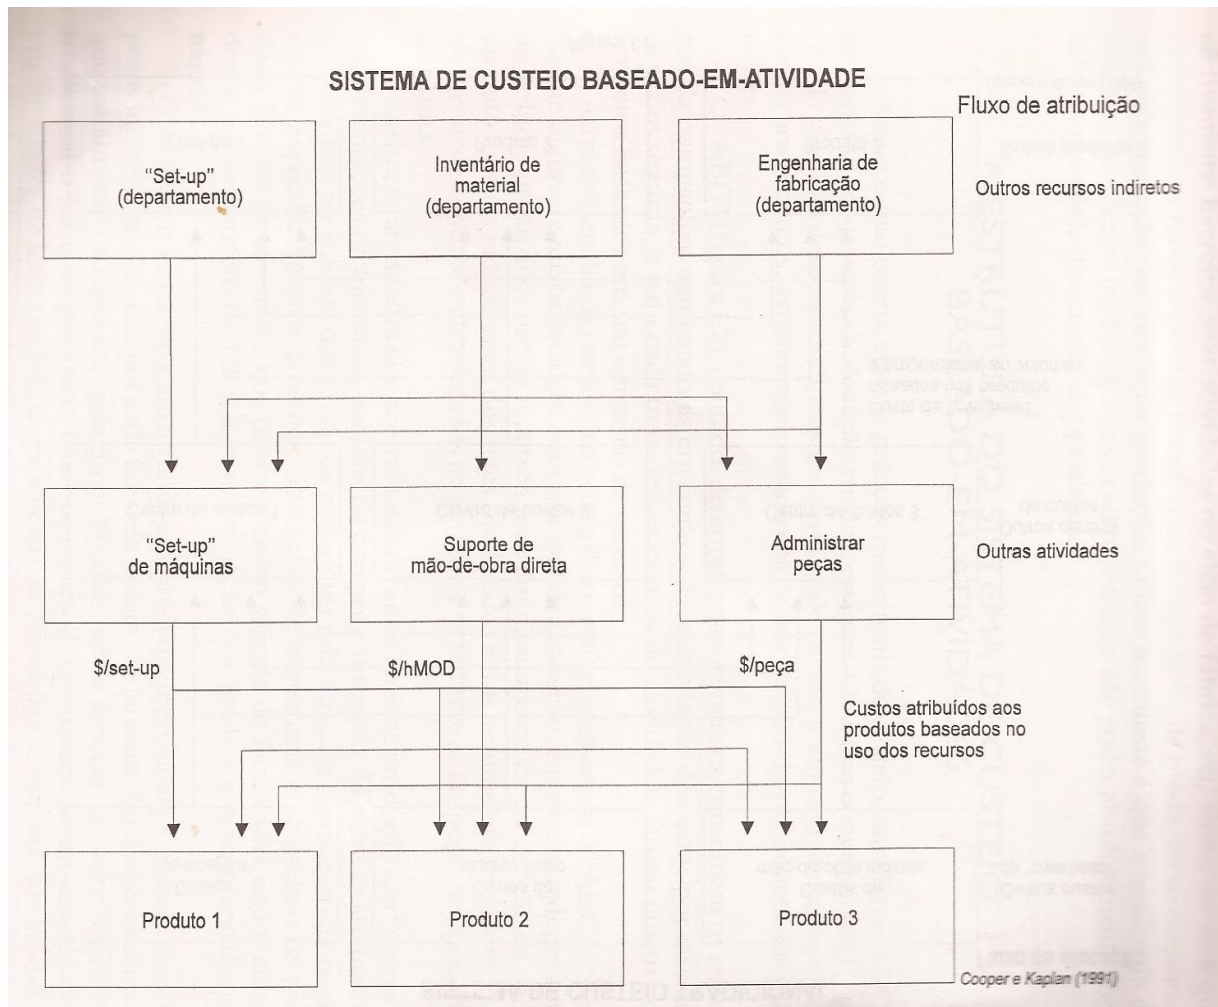 SISTEMA DE CUSTEIO BASEADO-EM-ATIVIDADE
Fluxo de atribuição
“Set-up”
(departamento)
Inventário de
material
(departamento)
Engenharia de
fabricação
(departamento)
Outros recursos indiretos
“Set-up”
de máquinas
Suporte de
mão-de-obra direta
Administrar
peças
Outras atividades
$/set-up
$/hMOD
$/peça
Custos atribuídos aos
produtos baseados no
uso dos recursos
Produto 1
Produto 2
Produto 3
Cooper e Kaplan (1991)